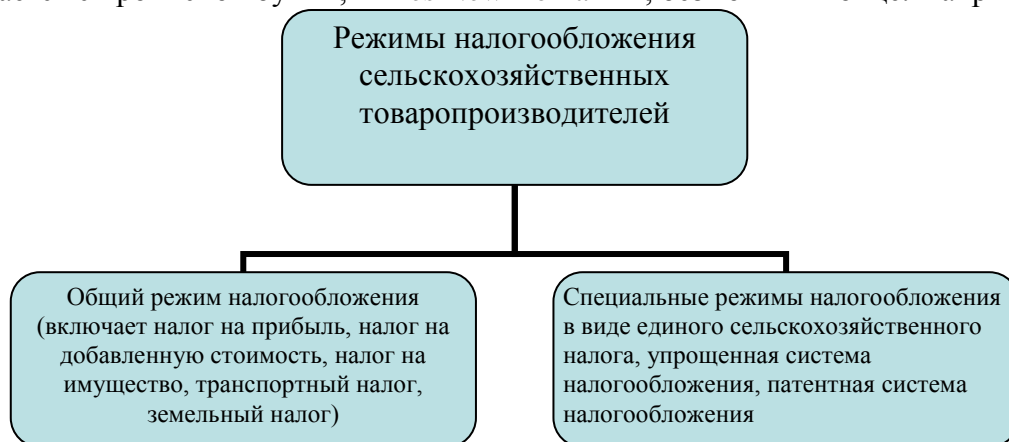 Режимы налогообложения
сельскохозяйственных
товаропроизводителей
Общий режим налогообложения
(включает налог на прибыль, налог на
добавленную стоимость, налог на
имущество, транспортный налог,
земельный налог)
Специальные режимы налогообложения
в виде единого сельскохозяйственного
налога, упрощенная система
налогообложения, патентная система
налогообложения